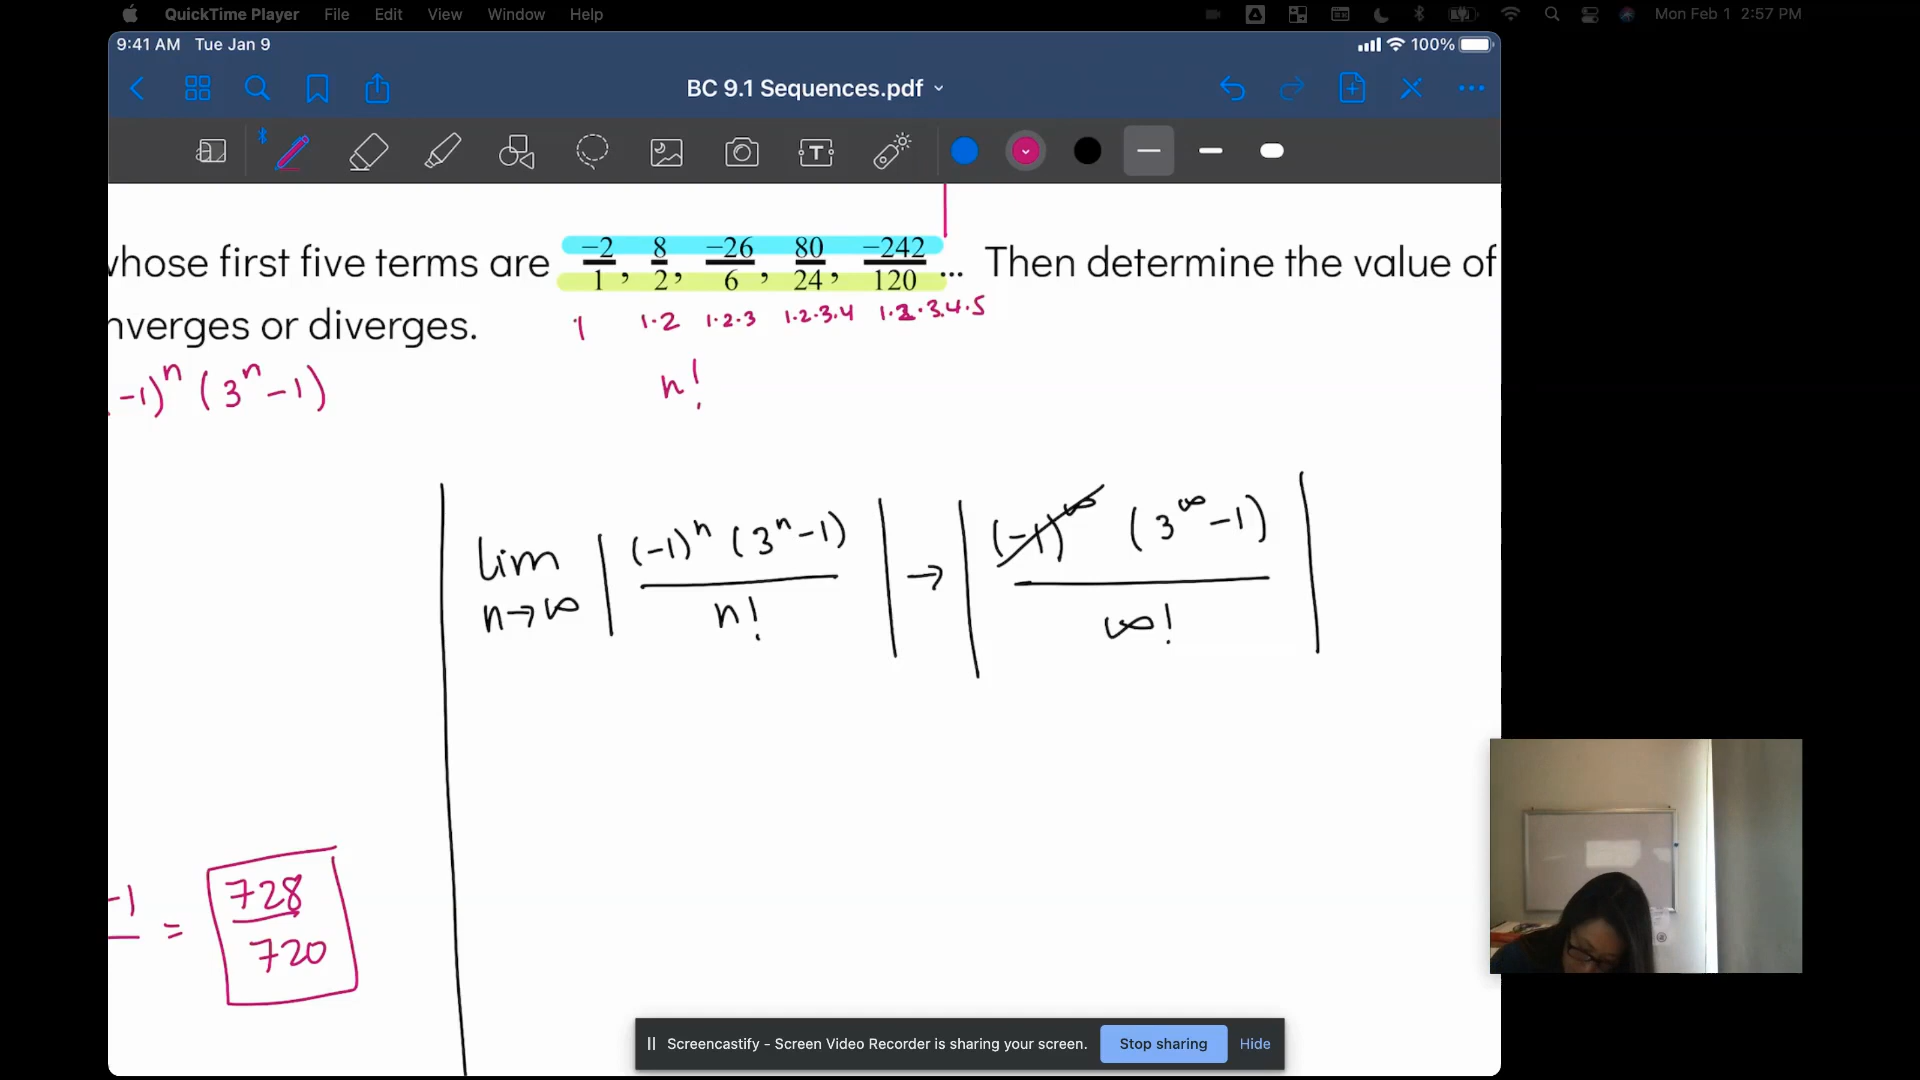 QuickTime Player File Edit View Window Help Mon Feb 1 2:57 PM
9:41 AM Tue Jan 9 100%
BC 9.1 Sequences.pdf
T
whose first five terms are −2/1, 8/2, −26/6, 80/24, −242/120 ... Then determine the value of
1 1·2 1·2·3 1·2·3·4 1·2·3·4·5
nverges or diverges.
-1)^n (3^n -1) n!
lim n→∞ | (-1)^n (3^n -1) / n! | → | (-1)^∞ (3^∞ -1) / ∞! |
-1 = 728/720
Screencastify - Screen Video Recorder is sharing your screen. Stop sharing Hide